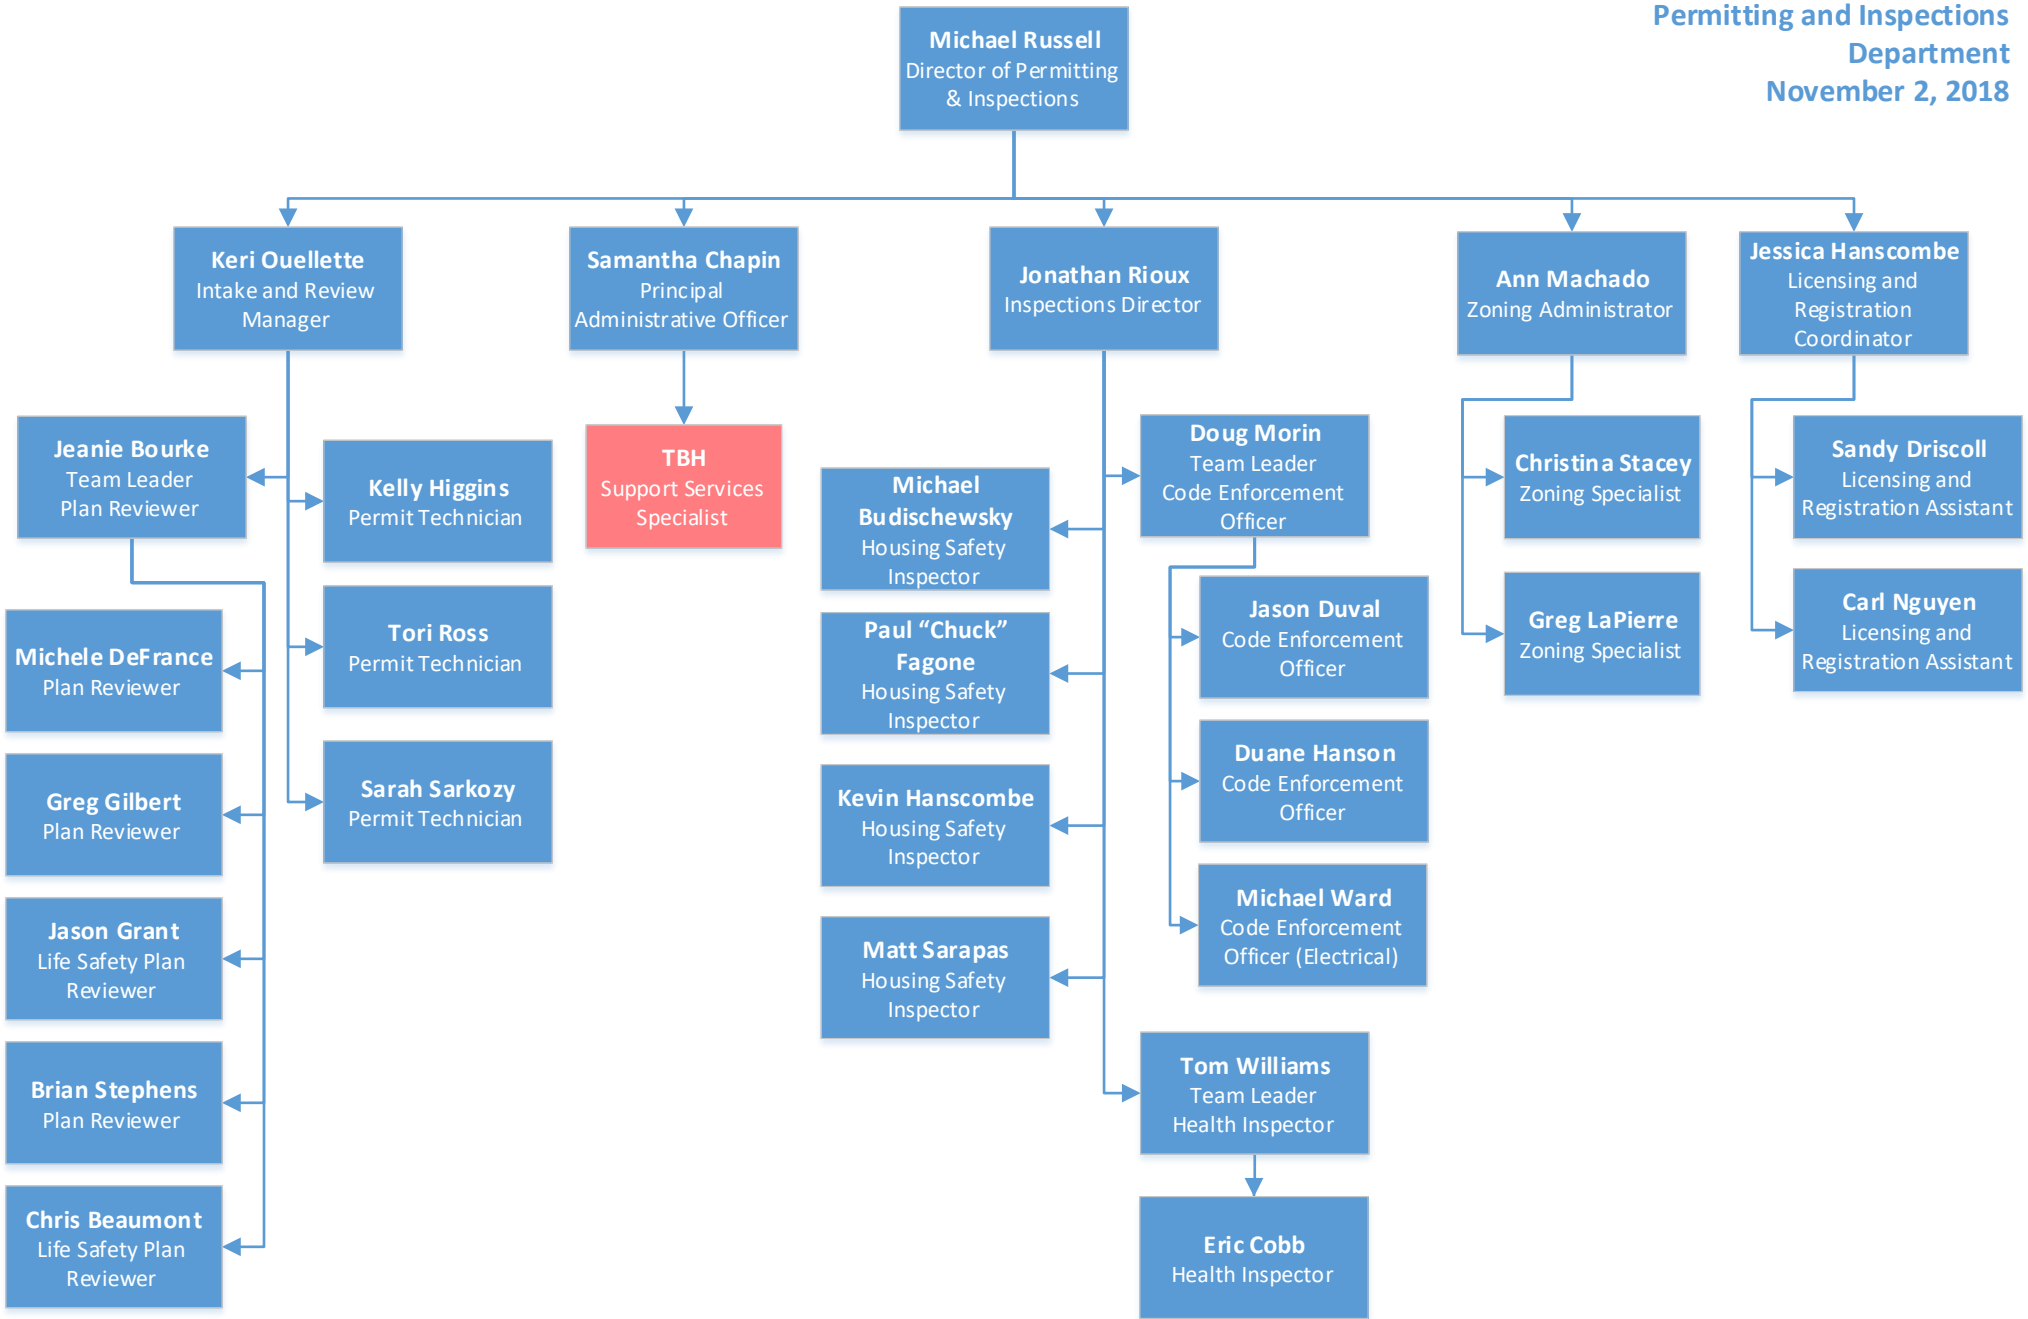 Permitting and Inspections
Department
November 2, 2018
Michael Russell
Director of Permitting
& Inspections
Keri Ouellette
Intake and Review
Manager
Samantha Chapin
Principal
Administrative Officer
Jonathan Rioux
Inspections Director
Ann Machado
Zoning Administrator
Jessica Hanscombe
Licensing and
Registration
Coordinator
Jeanie Bourke
Team Leader
Plan Reviewer
Kelly Higgins
Permit Technician
Tori Ross
Permit Technician
Sarah Sarkozy
Permit Technician
Michele DeFrance
Plan Reviewer
Greg Gilbert
Plan Reviewer
Jason Grant
Life Safety Plan
Reviewer
Brian Stephens
Plan Reviewer
Chris Beaumont
Life Safety Plan
Reviewer
TBH
Support Services
Specialist
Michael
Budischewsky
Housing Safety
Inspector
Paul “Chuck”
Fagone
Housing Safety
Inspector
Kevin Hanscombe
Housing Safety
Inspector
Matt Sarapas
Housing Safety
Inspector
Doug Morin
Team Leader
Code Enforcement
Officer
Jason Duval
Code Enforcement
Officer
Duane Hanson
Code Enforcement
Officer
Michael Ward
Code Enforcement
Officer (Electrical)
Tom Williams
Team Leader
Health Inspector
Eric Cobb
Health Inspector
Christina Stacey
Zoning Specialist
Greg LaPierre
Zoning Specialist
Sandy Driscoll
Licensing and
Registration Assistant
Carl Nguyen
Licensing and
Registration Assistant